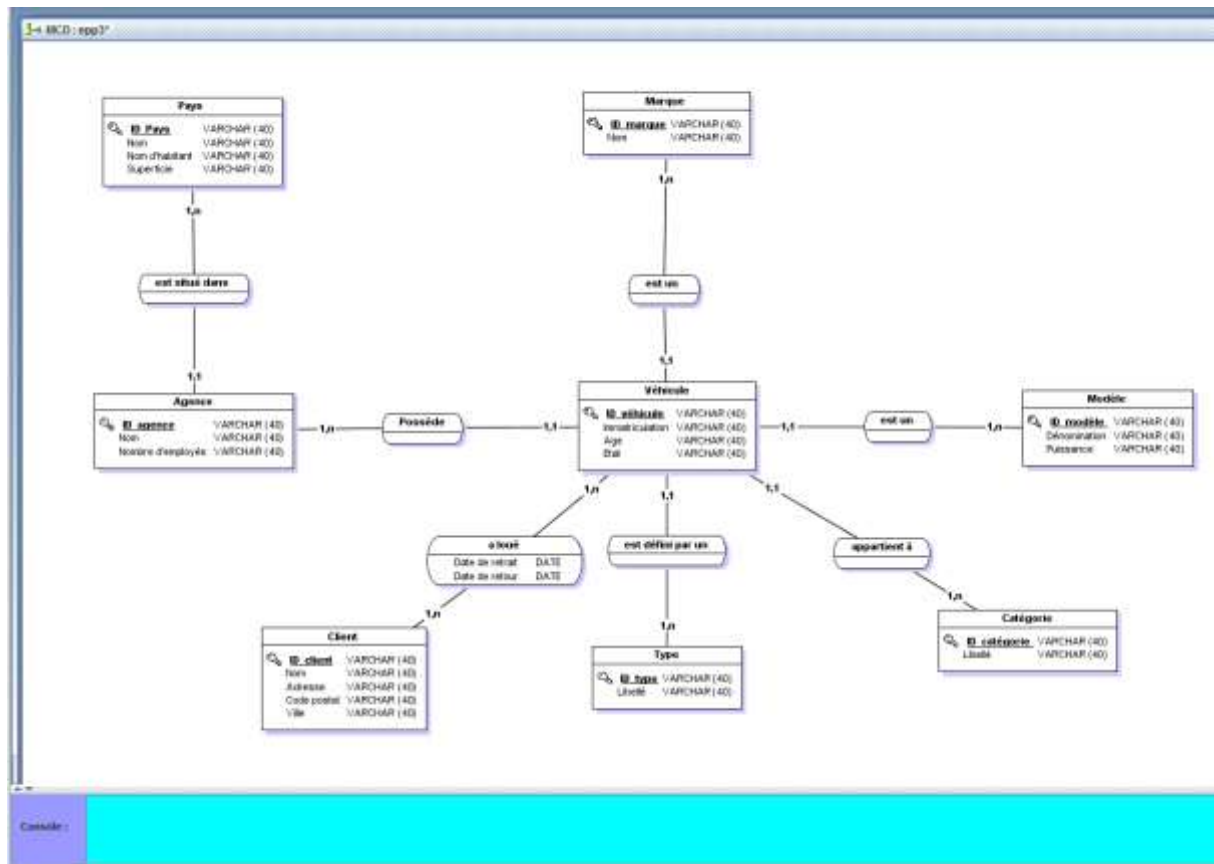 MCD : epp3*
Pays
ID_Pays VARCHAR (40)
Nom VARCHAR (40)
Nom d'habitant VARCHAR (40)
Superficie VARCHAR (40)
1,n
est situé dans
1,1
Agence
ID_agence VARCHAR (40)
Nom VARCHAR (40)
Nombre d'employés VARCHAR (40)
1,n
Possède
1,1
Marque
ID_marque VARCHAR (40)
Nom VARCHAR (40)
1,n
est un
1,1
Véhicule
ID_véhicule VARCHAR (40)
Immatriculation VARCHAR (40)
Age VARCHAR (40)
Etat VARCHAR (40)
1,1
est un
1,n
Modèle
ID_modèle VARCHAR (40)
Dénomination VARCHAR (40)
Puissance VARCHAR (40)
1,n
a loué
Date de retrait DATE
Date de retour DATE
1,n
Client
ID_client VARCHAR (40)
Nom VARCHAR (40)
Adresse VARCHAR (40)
Code postal VARCHAR (40)
Ville VARCHAR (40)
1,1
est défini par un
1,n
Type
ID_type VARCHAR (40)
Libellé VARCHAR (40)
1,1
appartient à
1,n
Catégorie
ID_catégorie VARCHAR (40)
Libellé VARCHAR (40)
Console :